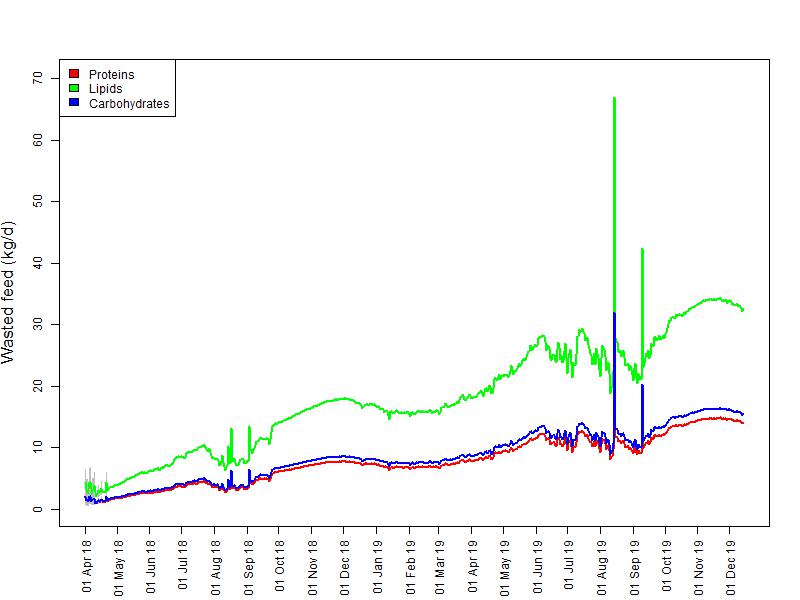 Proteins
Lipids
Carbohydrates
Wasted feed (kg/d)
70
60
50
40
30
20
10
0
01 Apr 18
01 May 18
01 Jun 18
01 Jul 18
01 Aug 18
01 Sep 18
01 Oct 18
01 Nov 18
01 Dec 18
01 Jan 19
01 Feb 19
01 Mar 19
01 Apr 19
01 May 19
01 Jun 19
01 Jul 19
01 Aug 19
01 Sep 19
01 Oct 19
01 Nov 19
01 Dec 19